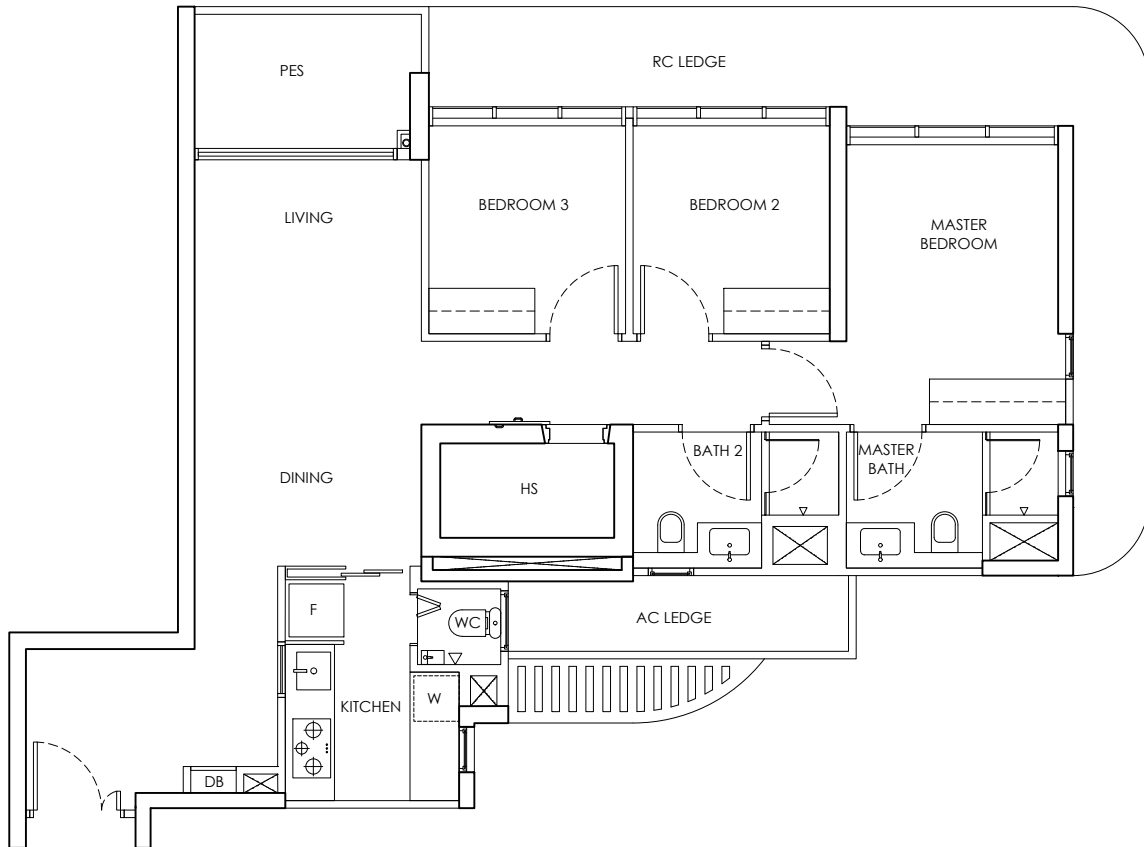 PES
RC LEDGE
LIVING
BEDROOM 3
BEDROOM 2
MASTER
BEDROOM
DINING
HS
BATH 2
MASTER
BATH
F
WC
AC LEDGE
KITCHEN
W
DB